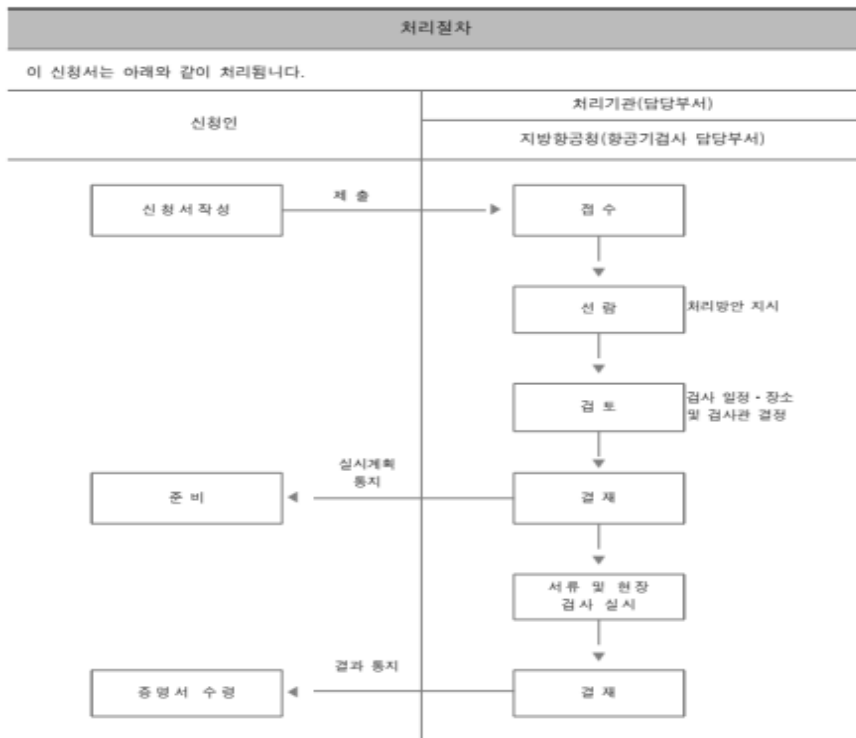 처리절차
이 신청서는 아래와 같이 처리됩니다.
신청인
처리기관(담당부서)
지방항공청(항공기검사 담당부서)
신청서작성
제 출
접 수
선 람
처리방안 지시
검 토
검사 일정·장소
및 검사관 결정
실시계획
통지
준 비
결 재
서류 및 현장
검사 실시
결과 통지
증명서 수령
결 재